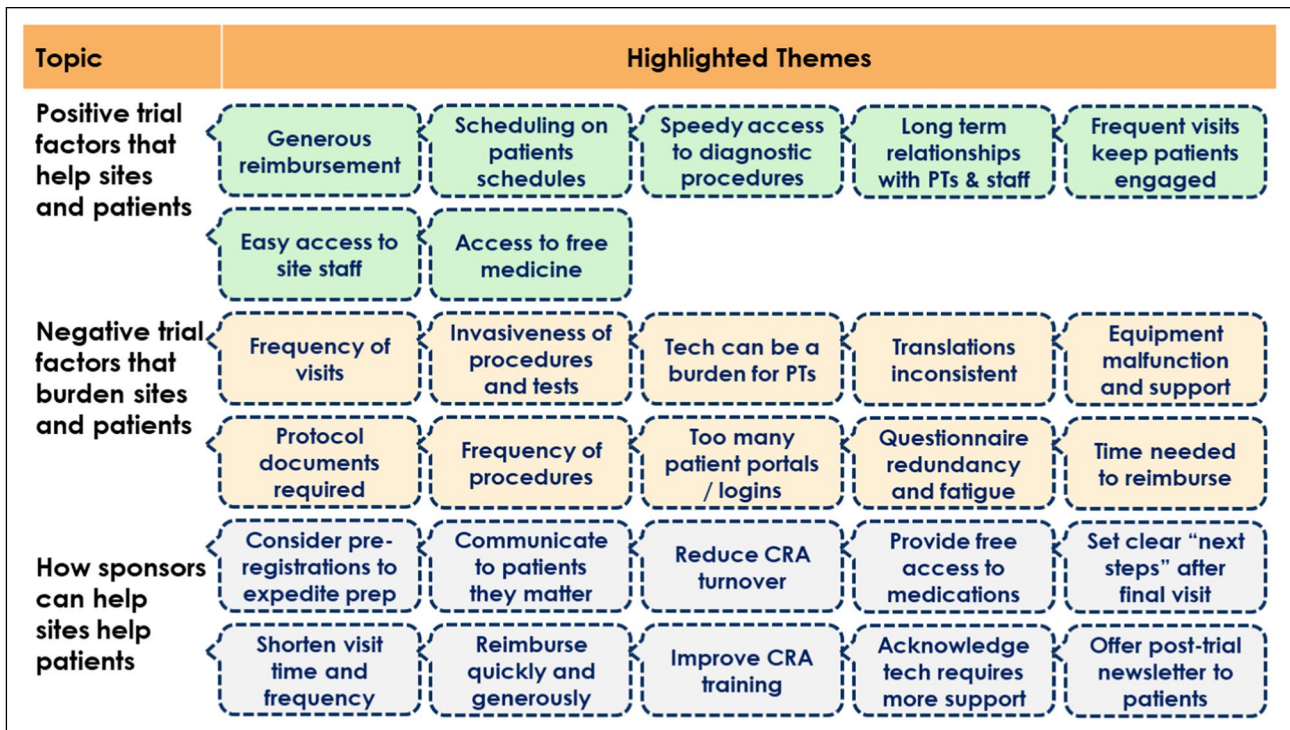 Topic
Highlighted Themes
Positive trial
factors that
help sites
and patients
Generous
reimbursement
Scheduling on
patients
schedules
Speedy access
to diagnostic
procedures
Long term
relationships
with PTs & staff
Frequent visits
keep patients
engaged
Easy access to
site staff
Access to free
medicine
Negative trial
factors that
burden sites
and patients
Frequency of
visits
Invasiveness of
procedures
and tests
Tech can be a
burden for PTs
Translations
inconsistent
Equipment
malfunction
and support
Protocol
documents
required
Frequency of
procedures
Too many
patient portals
/ logins
Questionnaire
redundancy
and fatigue
Time needed
to reimburse
How sponsors
can help
sites help
patients
Consider pre-
registrations to
expedite prep
Communicate
to patients
they matter
Reduce CRA
turnover
Provide free
access to
medications
Set clear “next
steps” after
final visit
Shorten visit
time and
frequency
Reimburse
quickly and
generously
Improve CRA
training
Acknowledge
tech requires
more support
Offer post-trial
newsletter to
patients